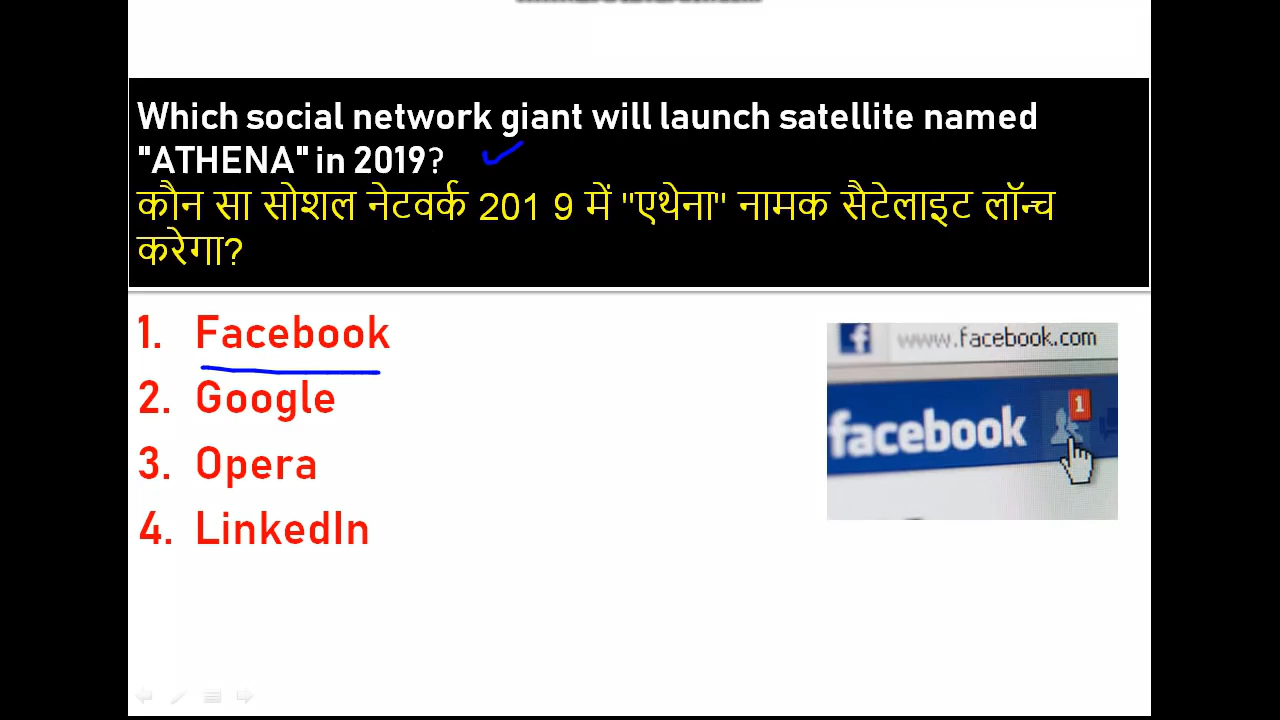 Which social network giant will launch satellite named
"ATHENA" in 2019?
कौन सा सोशल नेटवर्क 201 9 में "एथेना" नामक सैटेलाइट लॉन्च
करेगा?
1. Facebook
2. Google
3. Opera
4. LinkedIn
www.facebook.com
facebook
1